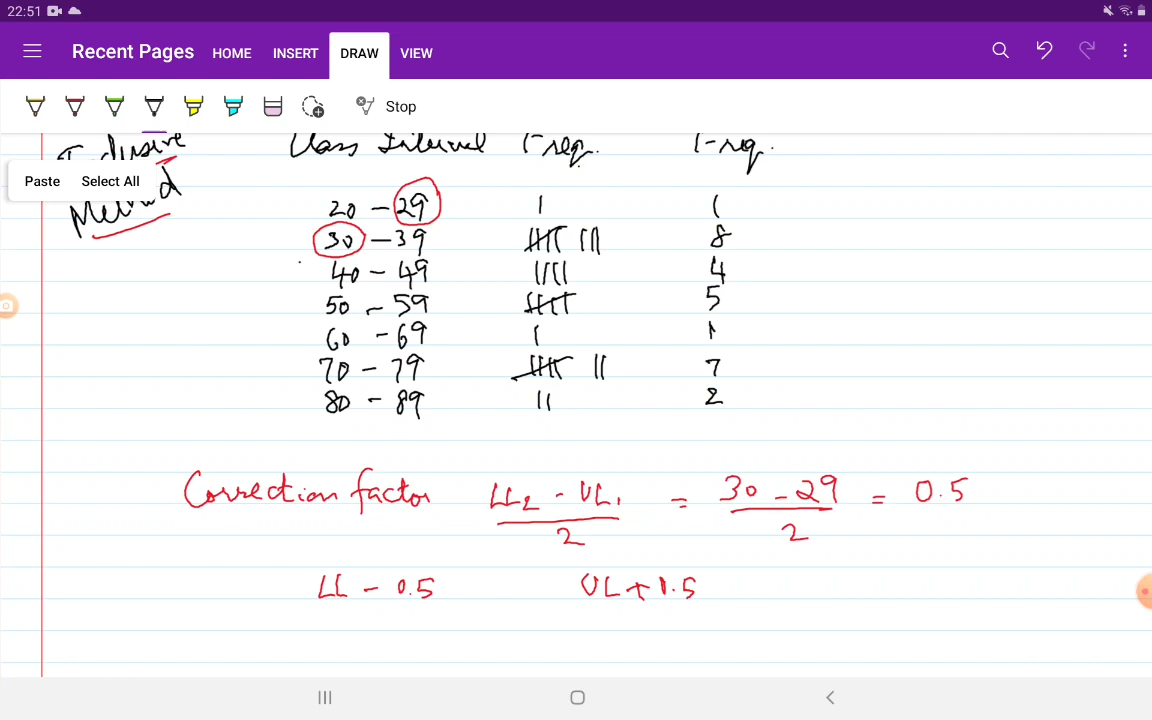 22:51
Recent Pages HOME INSERT DRAW VIEW
Stop
Inclusive Class Interval Freq. Freq.
Paste Select All
Method
20 - 29 | 1
30 - 39 |||| ||| 8
40 - 49 |||| 4
50 - 59 |||| 5
60 - 69 | 1
70 - 79 |||| || 7
80 - 89 || 2
Correction factor LL2 - UL1 / 2 = 30 - 29 / 2 = 0.5
LL - 0.5 UL + 0.5